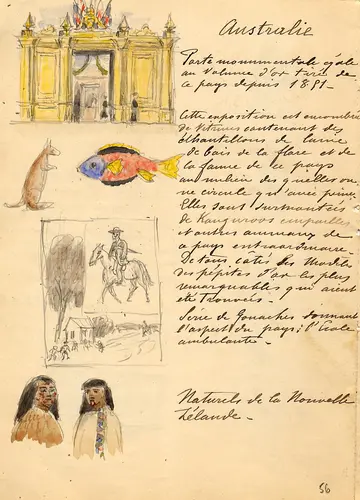 Australie
Porte monumentale égale
au Volume d'or tiré de
ce pays depuis 1851-
Cette exposition est encombrée
de Vitrines contenant des
échantillons de laine
de bois de la flore et de
la faune de ce pays
au milieu des quelles on
ne circule qu'avec peine
Elles sont surmontées
de Kanguroos empaillés
et autres animaux de
ce pays extraordinaire.
De tous cotés des Modèles
des pépites d'or les plus
remarquables qui aient
été trouvées.
Série de Gouaches donnant
l'aspect du pays; l'École
ambulante-
Naturels de la Nouvelle
Zélande-
56